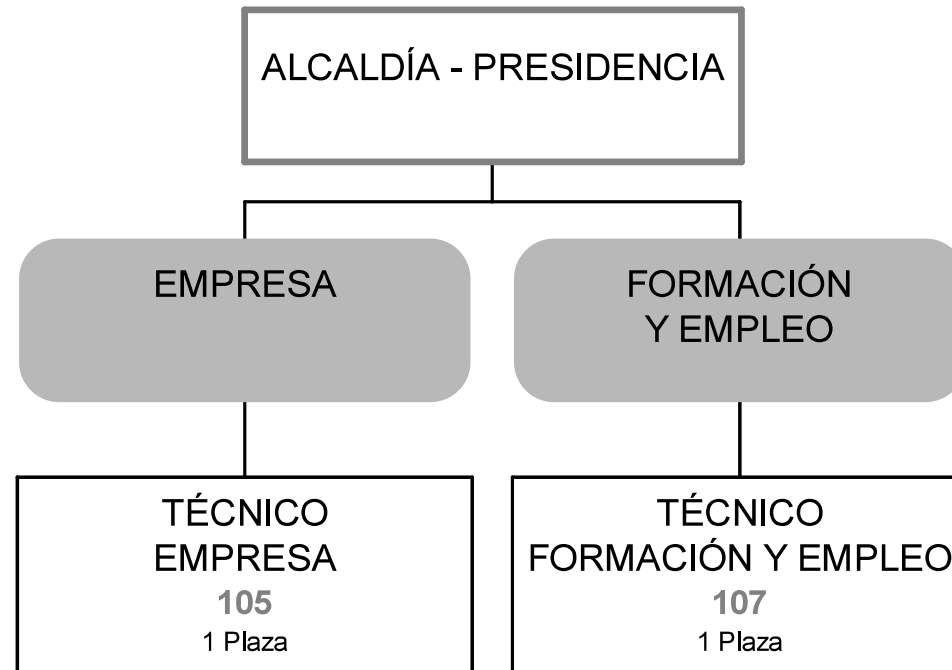 ALCALDÍA - PRESIDENCIA
EMPRESA
FORMACIÓN
Y EMPLEO
TÉCNICO
EMPRESA
105
1 Plaza
TÉCNICO
FORMACIÓN Y EMPLEO
107
1 Plaza